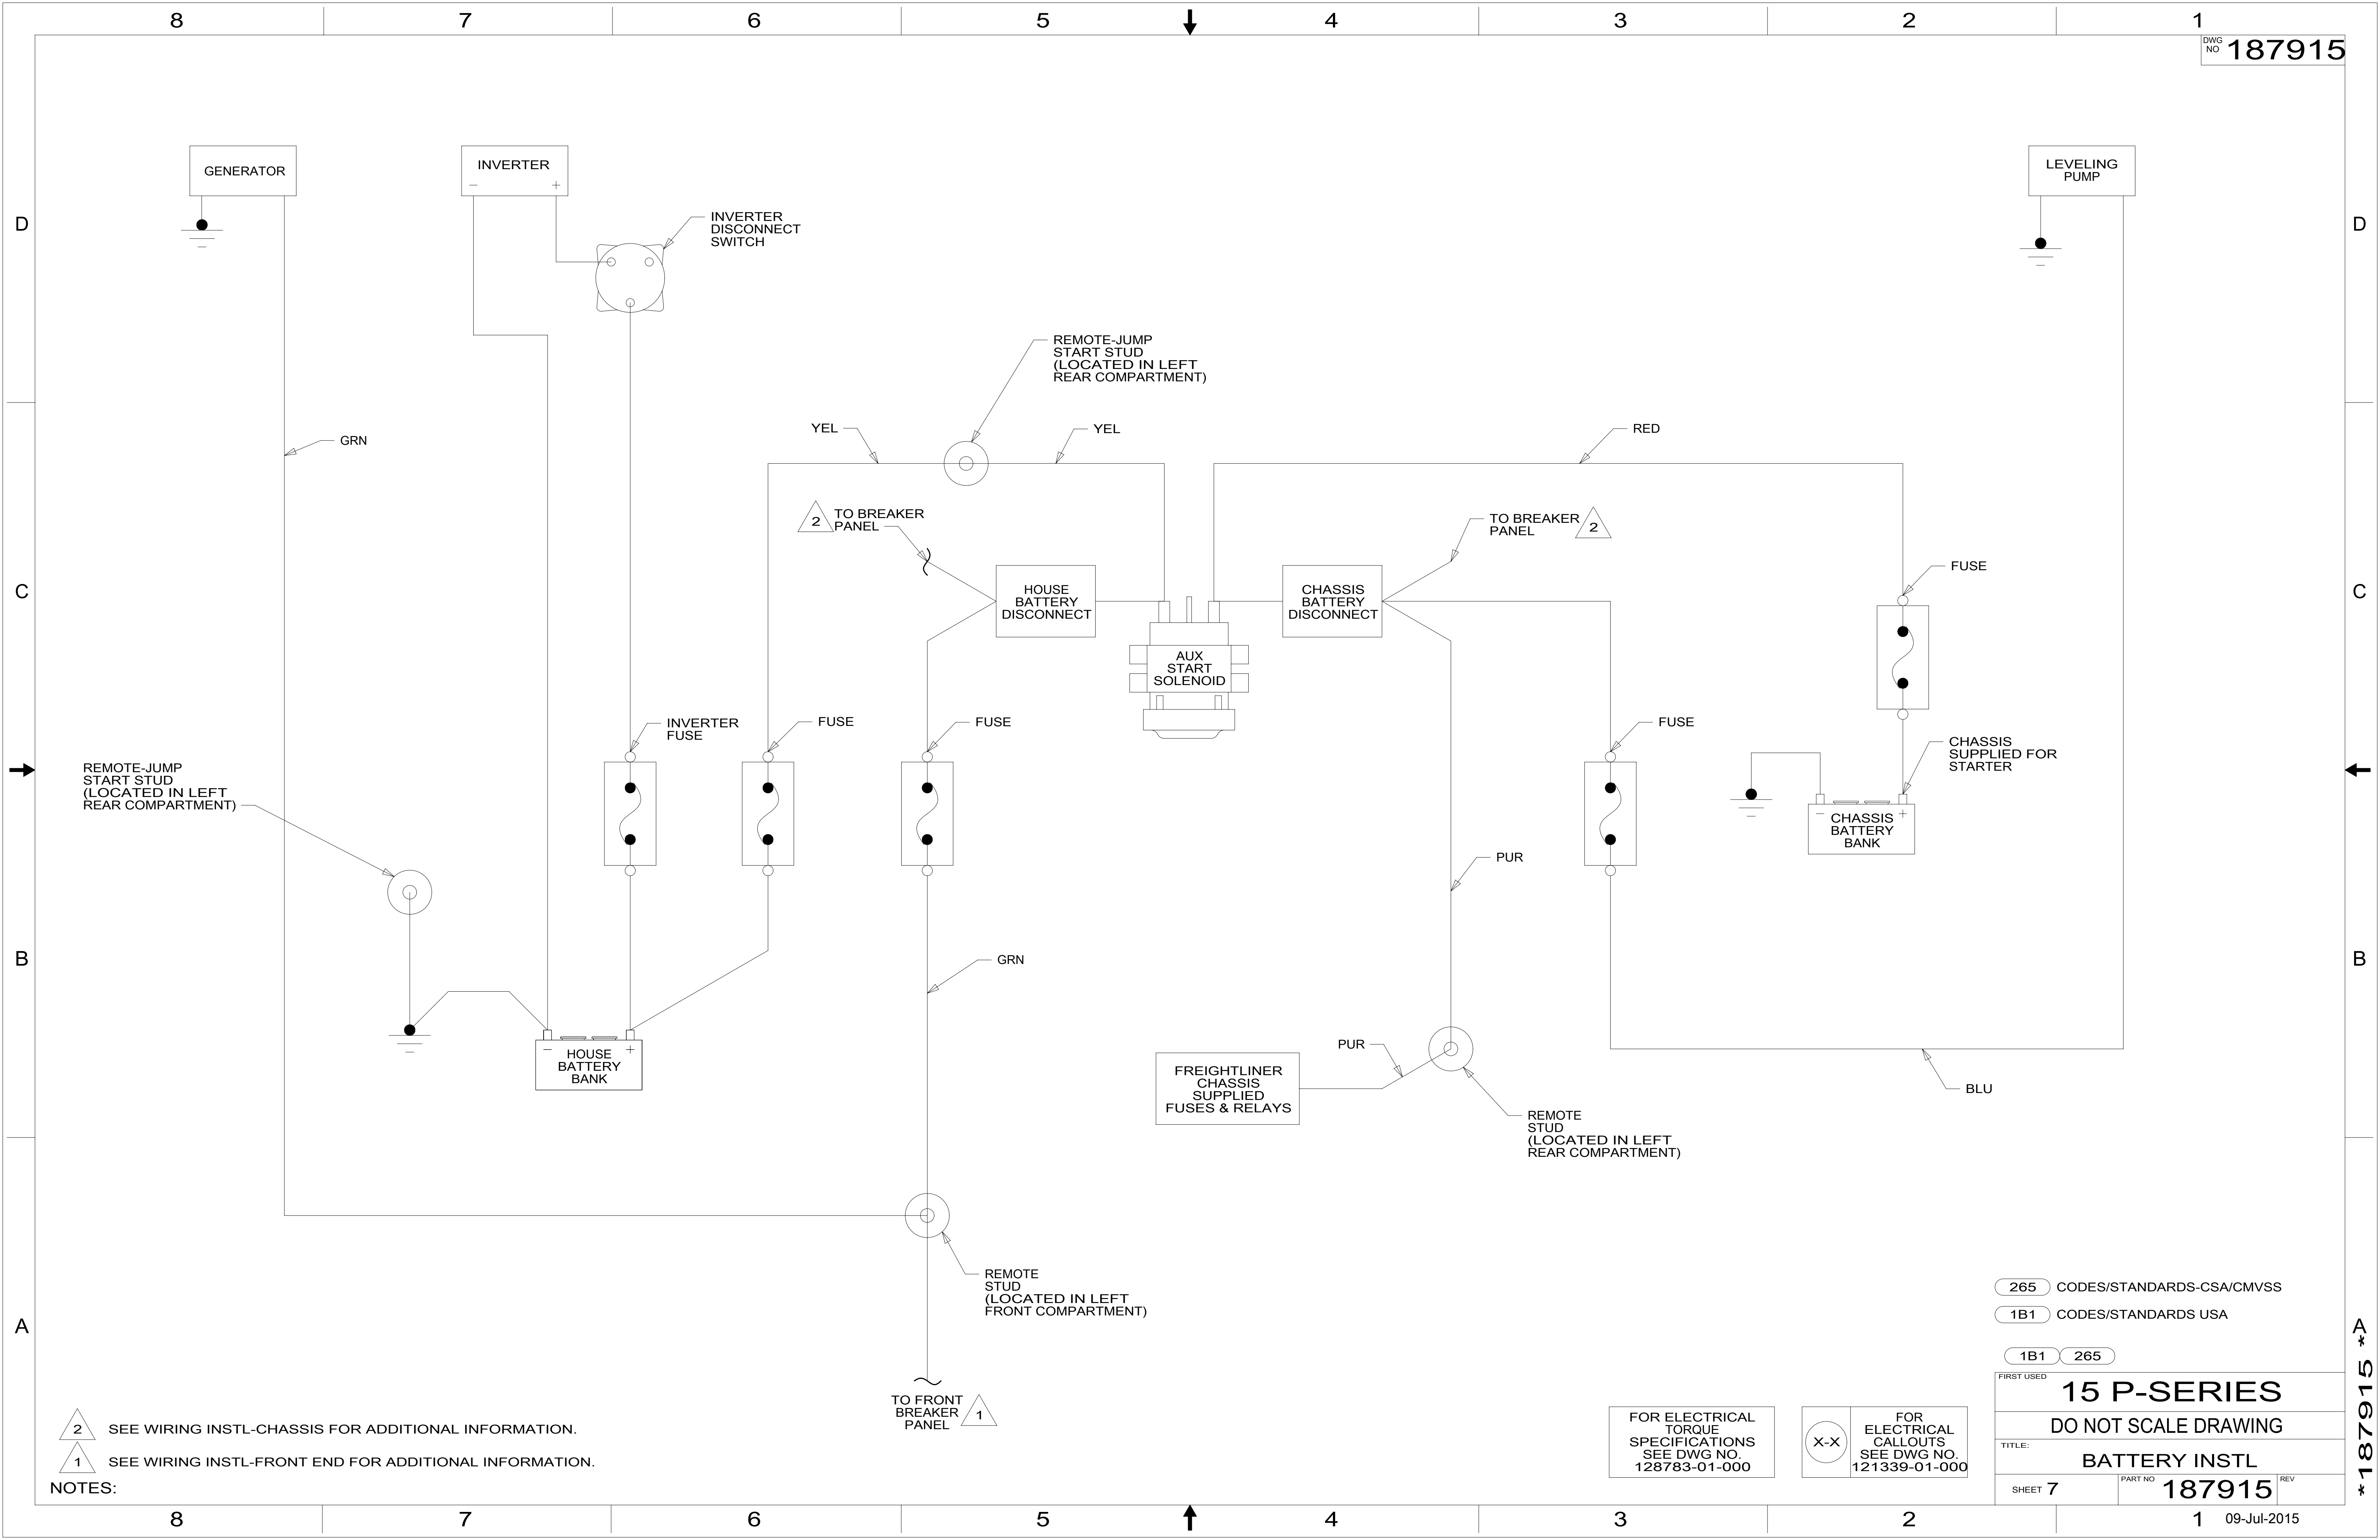 8 7 6 5 4 3 2 1
DWG
NO 187915
GENERATOR
INVERTER
− +
LEVELING
PUMP
D D
INVERTER
DISCONNECT
SWITCH
REMOTE-JUMP
START STUD
(LOCATED IN LEFT
REAR COMPARTMENT)
GRN
YEL
YEL
RED
2 TO BREAKER
PANEL
TO BREAKER 2
PANEL
FUSE
C C
HOUSE
BATTERY
DISCONNECT
CHASSIS
BATTERY
DISCONNECT
AUX
START
SOLENOID
INVERTER
FUSE
FUSE
FUSE
FUSE
CHASSIS
SUPPLIED FOR
STARTER
REMOTE-JUMP
START STUD
(LOCATED IN LEFT
REAR COMPARTMENT)
− +
CHASSIS
BATTERY
BANK
PUR
B B
GRN
− +
HOUSE
BATTERY
BANK
PUR
FREIGHTLINER
CHASSIS
SUPPLIED
FUSES & RELAYS
BLU
REMOTE
STUD
(LOCATED IN LEFT
REAR COMPARTMENT)
REMOTE
STUD
(LOCATED IN LEFT
FRONT COMPARTMENT)
265 CODES/STANDARDS-CSA/CMVSS
1B1 CODES/STANDARDS USA
A A
1B1 265
*187915*
TO FRONT
BREAKER 1
PANEL
2 SEE WIRING INSTL-CHASSIS FOR ADDITIONAL INFORMATION.
1 SEE WIRING INSTL-FRONT END FOR ADDITIONAL INFORMATION.
NOTES:
FOR ELECTRICAL
TORQUE
SPECIFICATIONS
SEE DWG NO.
128783-01-000
X-X
FOR
ELECTRICAL
CALLOUTS
SEE DWG NO.
121339-01-000
FIRST USED
15 P-SERIES
DO NOT SCALE DRAWING
TITLE:
BATTERY INSTL
SHEET 7 PART NO 187915 REV
8 7 6 5 4 3 2 1 09-Jul-2015